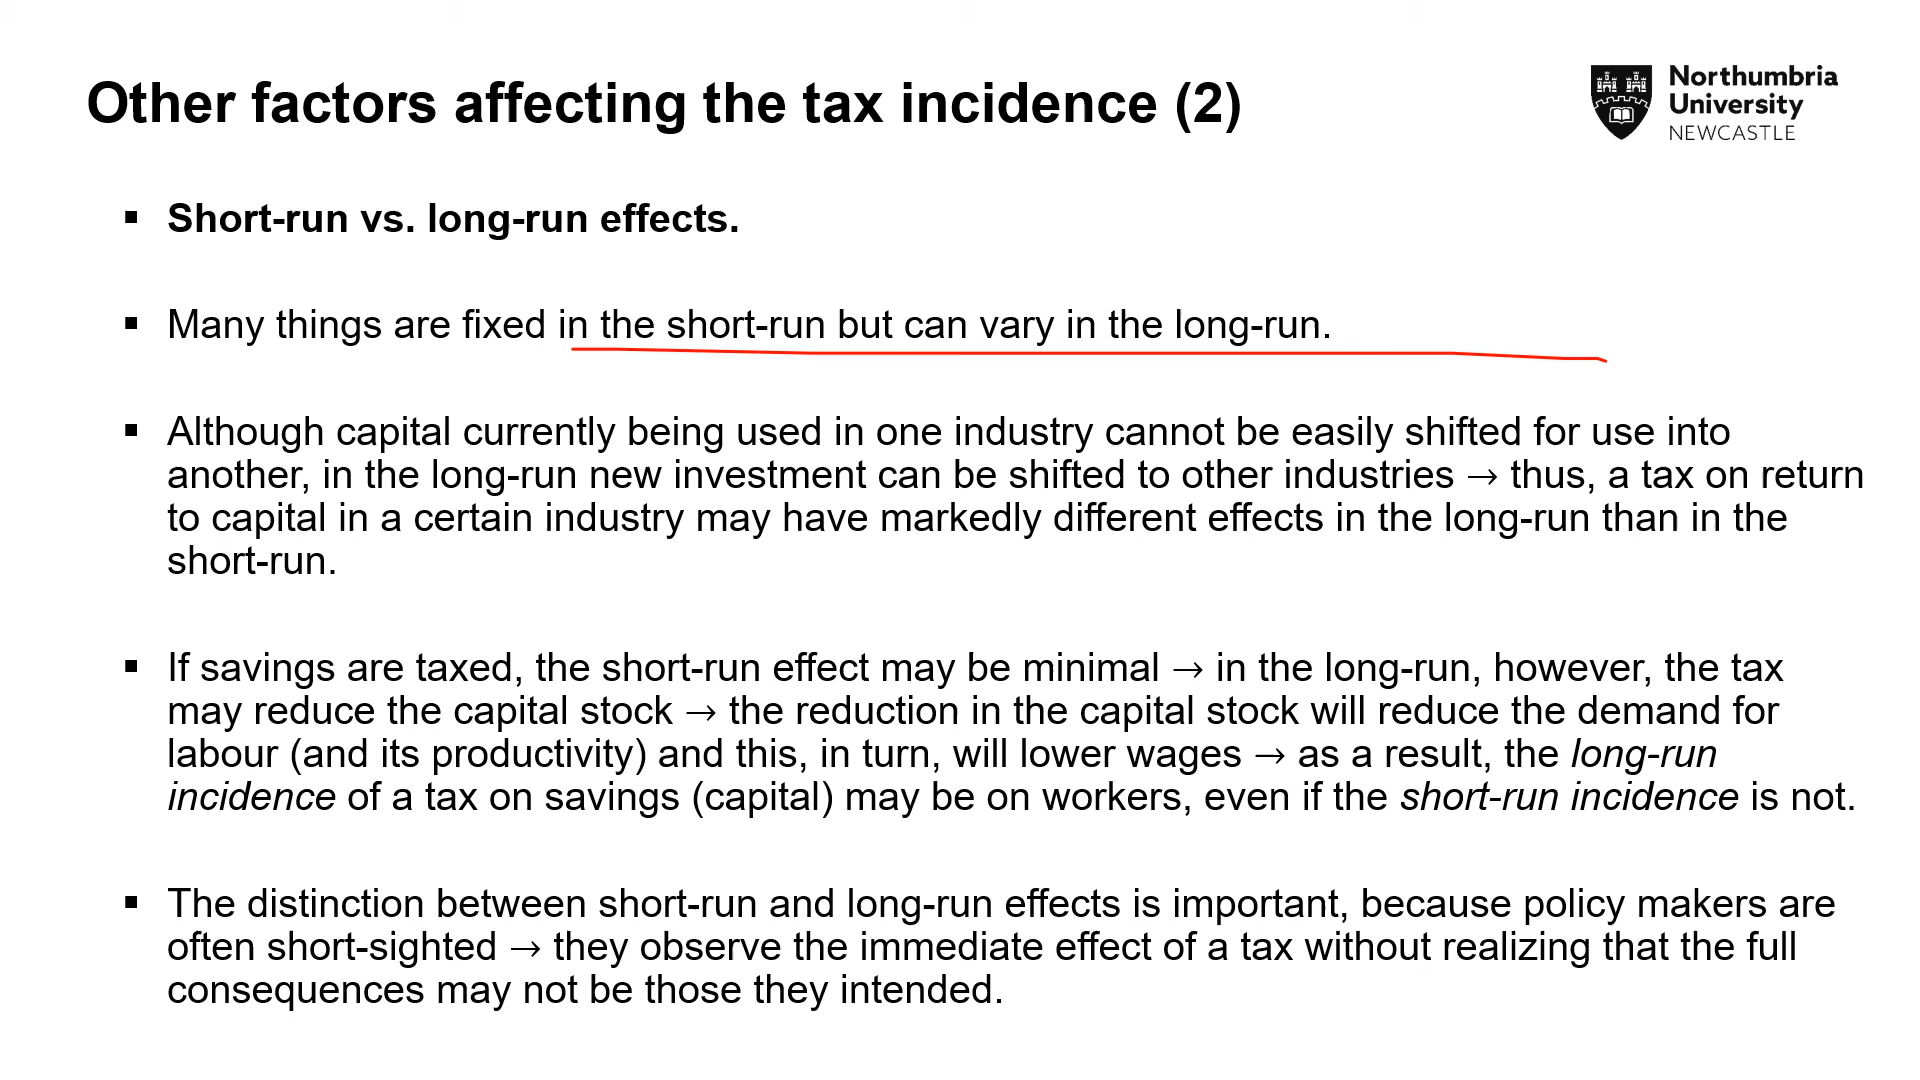 Other factors affecting the tax incidence (2)
Northumbria
University
NEWCASTLE
▪ Short-run vs. long-run effects.
▪ Many things are fixed in the short-run but can vary in the long-run.
▪ Although capital currently being used in one industry cannot be easily shifted for use into
another, in the long-run new investment can be shifted to other industries → thus, a tax on return
to capital in a certain industry may have markedly different effects in the long-run than in the
short-run.
▪ If savings are taxed, the short-run effect may be minimal → in the long-run, however, the tax
may reduce the capital stock → the reduction in the capital stock will reduce the demand for
labour (and its productivity) and this, in turn, will lower wages → as a result, the long-run
incidence of a tax on savings (capital) may be on workers, even if the short-run incidence is not.
▪ The distinction between short-run and long-run effects is important, because policy makers are
often short-sighted → they observe the immediate effect of a tax without realizing that the full
consequences may not be those they intended.